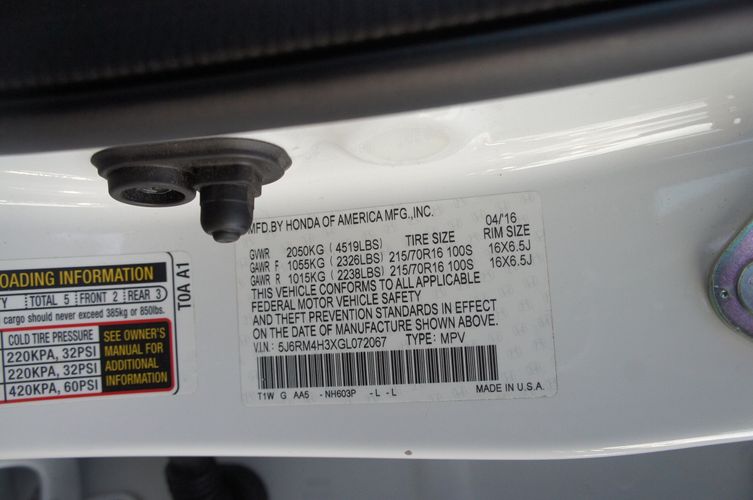 MFD.BY HONDA OF AMERICA MFG.,INC. 04/16
GVWR 2050KG ( 4519LBS) TIRE SIZE RIM SIZE
GAWR F 1055KG ( 2326LBS) 215/70R16 100S 16X6.5J
GAWR R 1015KG ( 2238LBS) 215/70R16 100S 16X6.5J
THIS VEHICLE CONFORMS TO ALL APPLICABLE
FEDERAL MOTOR VEHICLE SAFETY
AND THEFT PREVENTION STANDARDS IN EFFECT
ON THE DATE OF MANUFACTURE SHOWN ABOVE.
V.I.N: 5J6RM4H3XGL072067 TYPE: MPV
T1W G AA5 -NH603P -L -L MADE IN U.S.A.
LOADING INFORMATION
TOTAL 5 FRONT 2 REAR 3
cargo should never exceed 385kg or 850lbs.
COLD TIRE PRESSURE
220KPA, 32PSI
220KPA, 32PSI
420KPA, 60PSI
SEE OWNER'S
MANUAL FOR
ADDITIONAL
INFORMATION
T0A A1